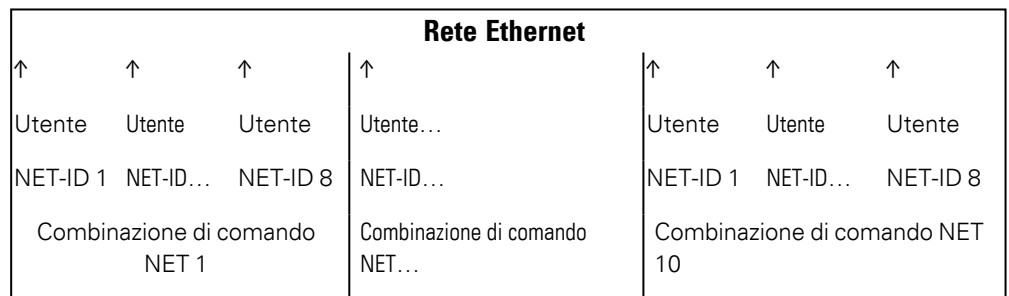 Rete Ethernet
↑ ↑ ↑ ↑ ↑ ↑ ↑
Utente Utente Utente Utente… Utente Utente Utente
NET-ID 1 NET-ID… NET-ID 8 NET-ID… NET-ID 1 NET-ID… NET-ID 8
Combinazione di comando Combinazione di comando Combinazione di comando NET
NET 1 NET… 10